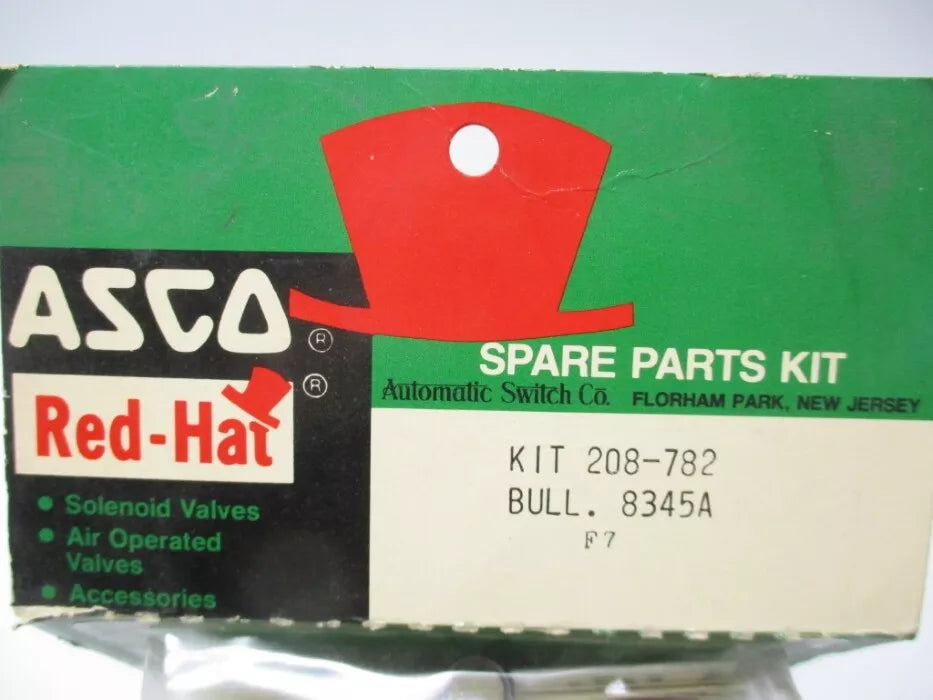 ASCO ®
Red-Hat ®
• Solenoid Valves
• Air Operated
Valves
• Accessories
SPARE PARTS KIT
Automatic Switch Co. FLORHAM PARK, NEW JERSEY
KIT 208-782
BULL. 8345A
F7